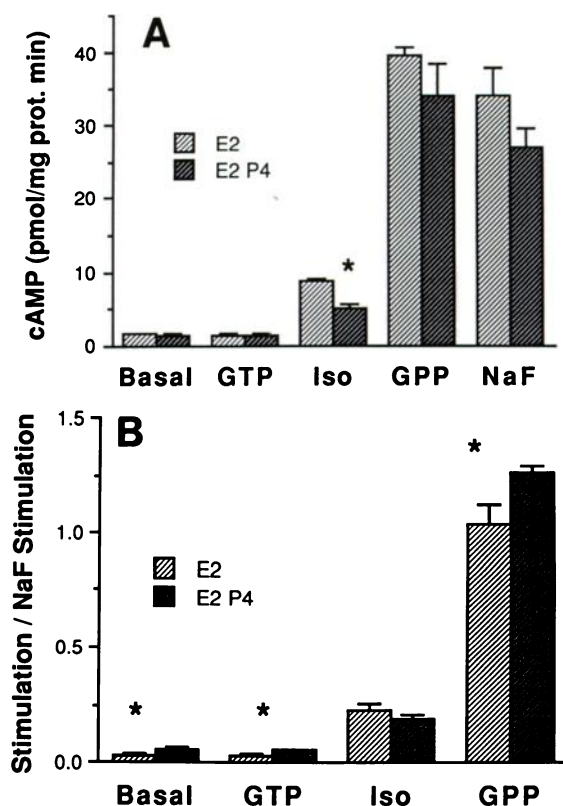 A
cAMP (pmol/mg prot. min)
40
30
20
10
0
E2
E2 P4
*
Basal GTP Iso GPP NaF
B
Stimulation / NaF Stimulation
1.5
1.0
0.5
0.0
E2
E2 P4
* * *
Basal GTP Iso GPP